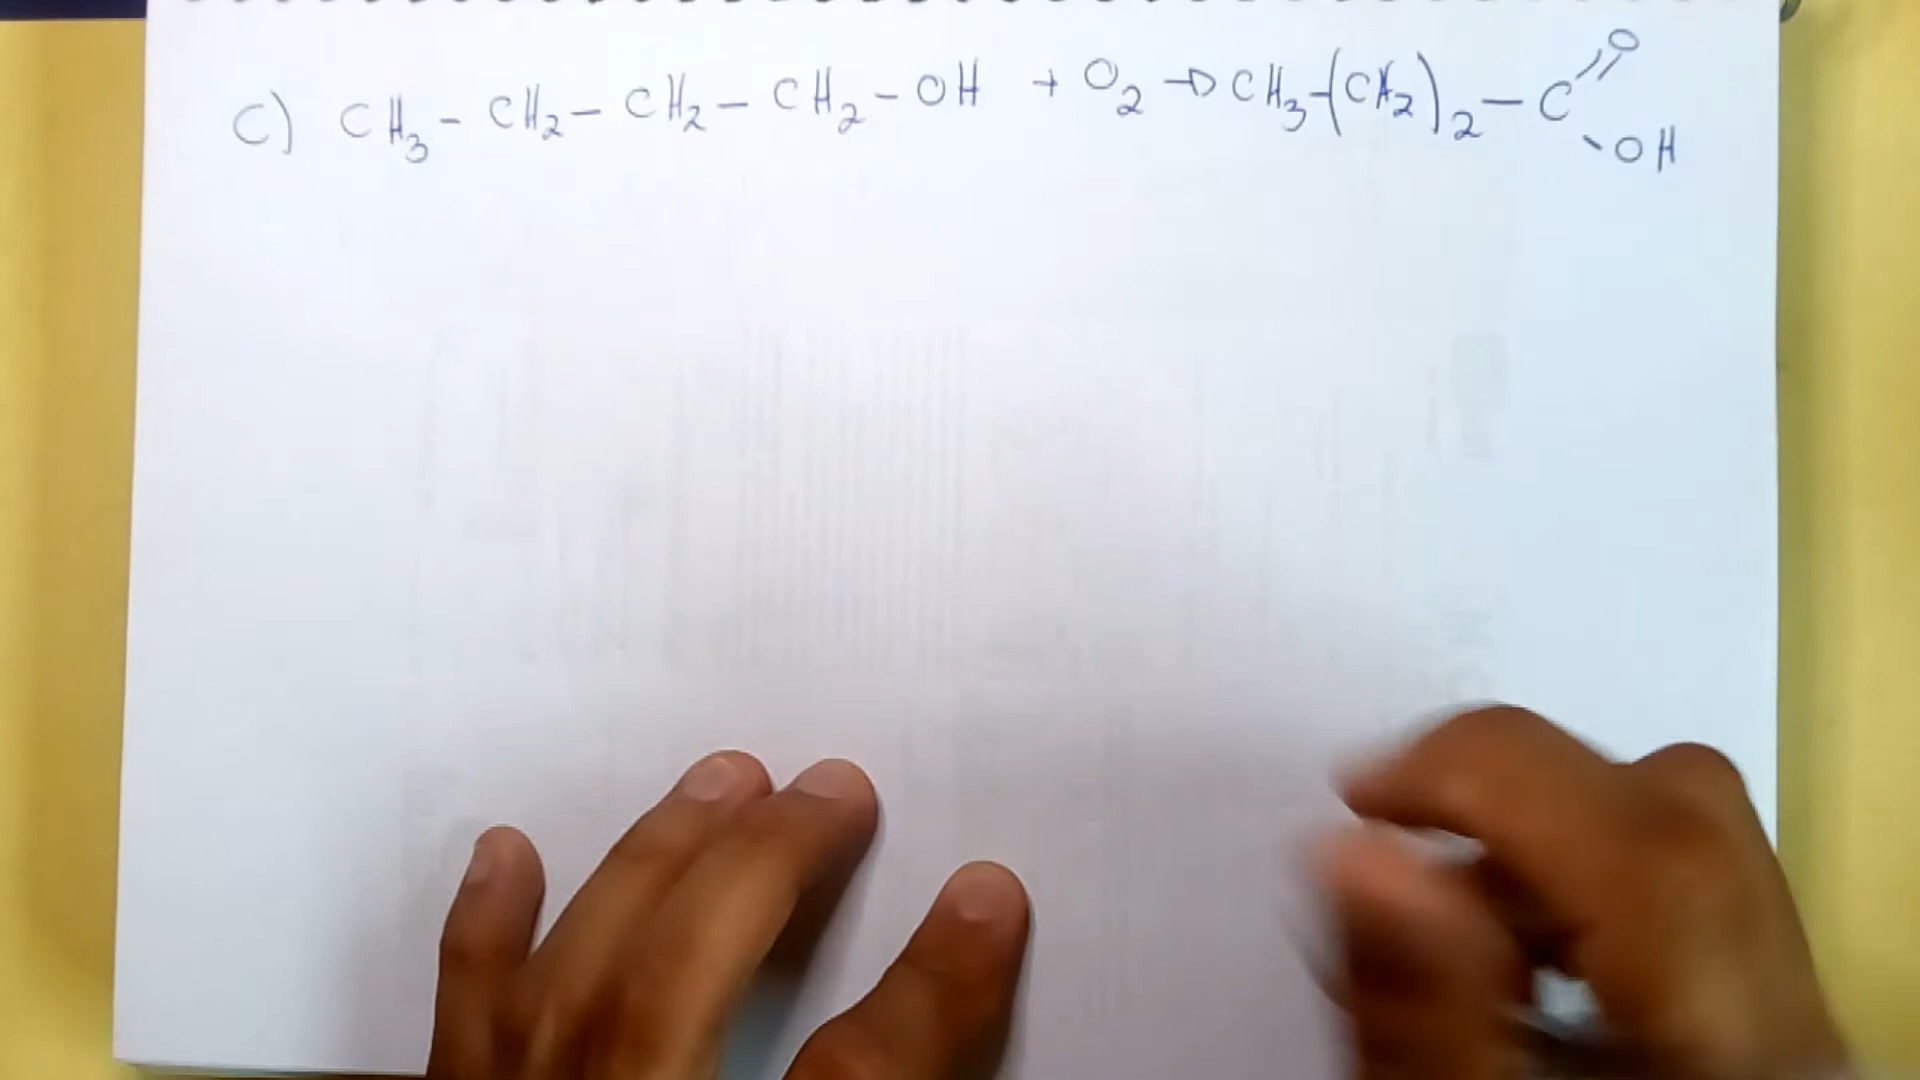 C) CH₃ - CH₂ - CH₂ - CH₂ - OH + O₂ → CH₃-(CH₂)₂ - C
=O
-OH